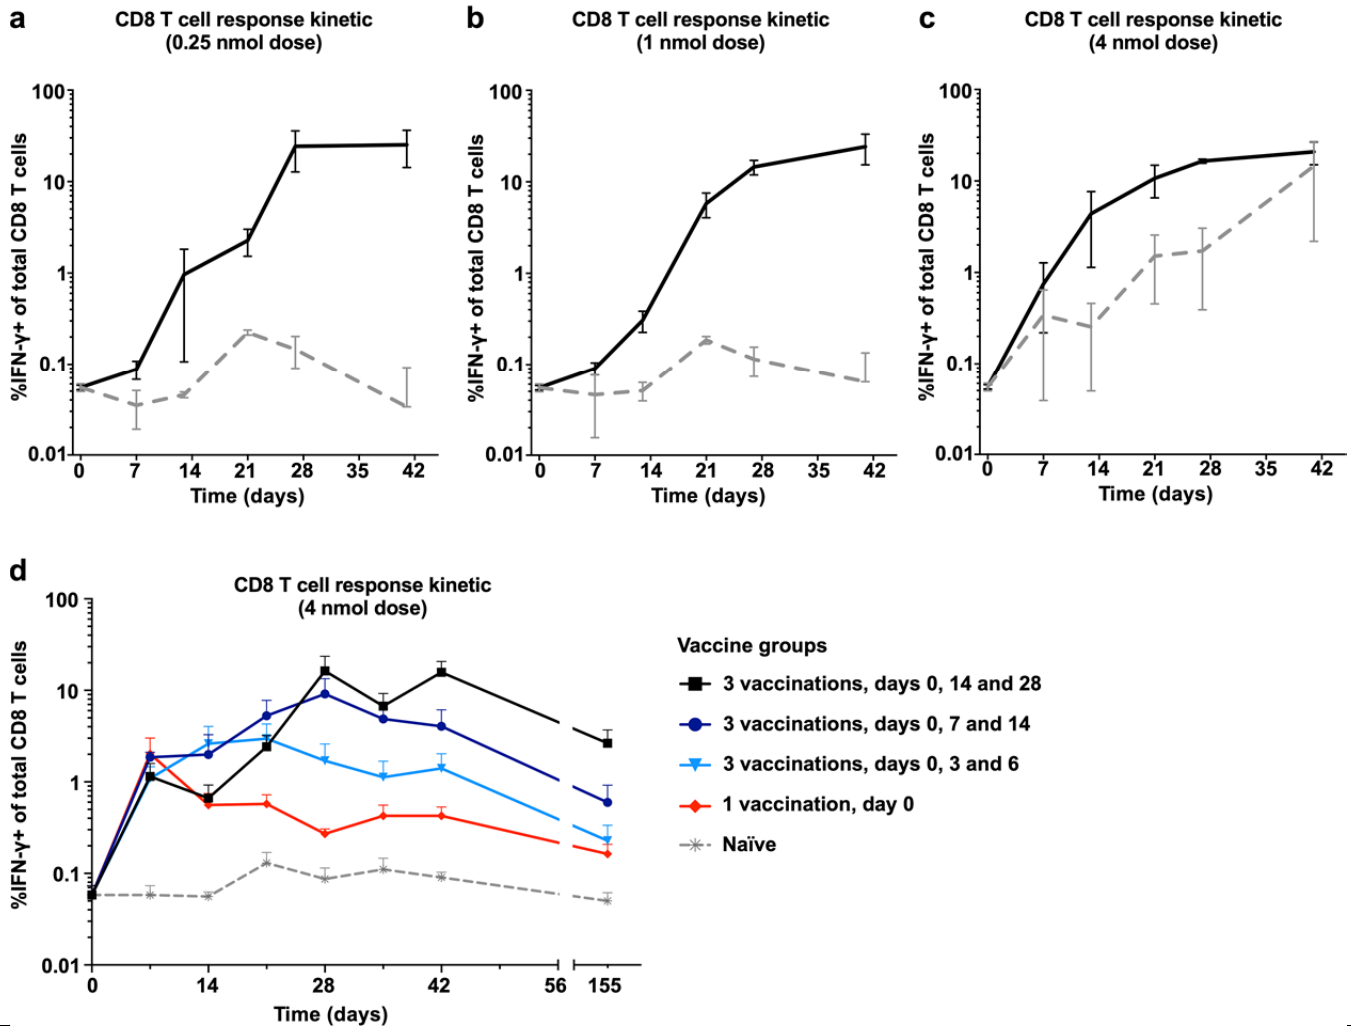 a
CD8 T cell response kinetic
(0.25 nmol dose)
%IFN-γ+ of total CD8 T cells
100
10
1
0.1
0.01
0 7 14 21 28 35 42
Time (days)
b
CD8 T cell response kinetic
(1 nmol dose)
%IFN-γ+ of total CD8 T cells
100
10
1
0.1
0.01
0 7 14 21 28 35 42
Time (days)
c
CD8 T cell response kinetic
(4 nmol dose)
%IFN-γ+ of total CD8 T cells
100
10
1
0.1
0.01
0 7 14 21 28 35 42
Time (days)
d
CD8 T cell response kinetic
(4 nmol dose)
%IFN-γ+ of total CD8 T cells
100
10
1
0.1
0.01
0 14 28 42 56 155
Time (days)
Vaccine groups
3 vaccinations, days 0, 14 and 28
3 vaccinations, days 0, 7 and 14
3 vaccinations, days 0, 3 and 6
1 vaccination, day 0
Naïve